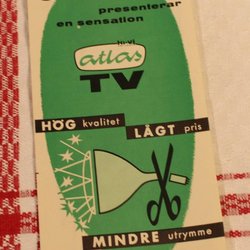 presenterar
en sensation
hi-vi
atlas
TV
HÖG kvalitet
LÅGT pris
MINDRE utrymme